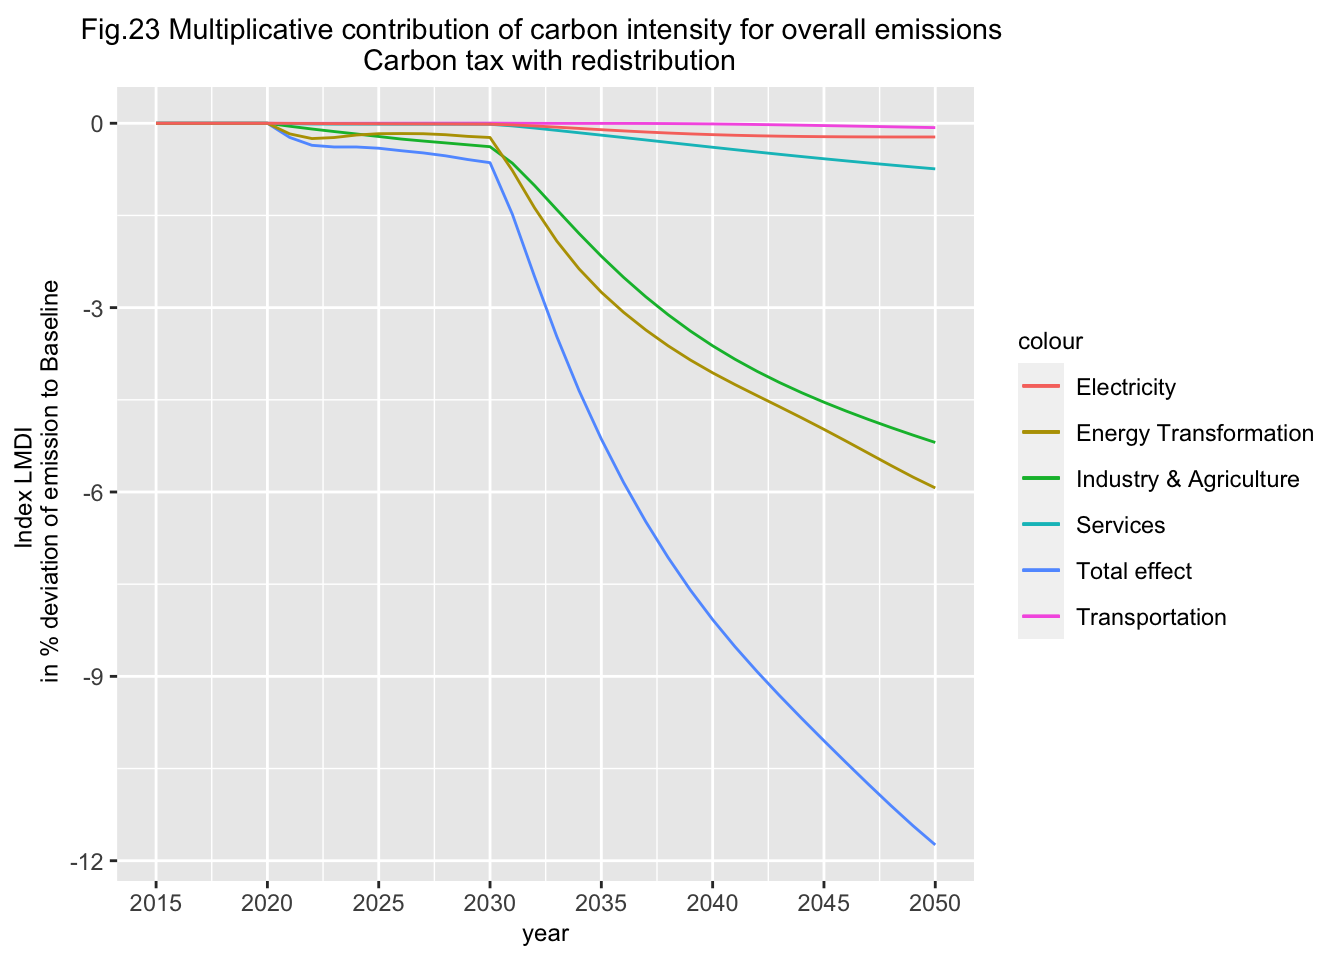 Fig.23 Multiplicative contribution of carbon intensity for overall emissions
Carbon tax with redistribution
Index LMDI
in % deviation of emission to Baseline
0
-3
-6
-9
-12
2015 2020 2025 2030 2035 2040 2045 2050
year
colour
Electricity
Energy Transformation
Industry & Agriculture
Services
Total effect
Transportation